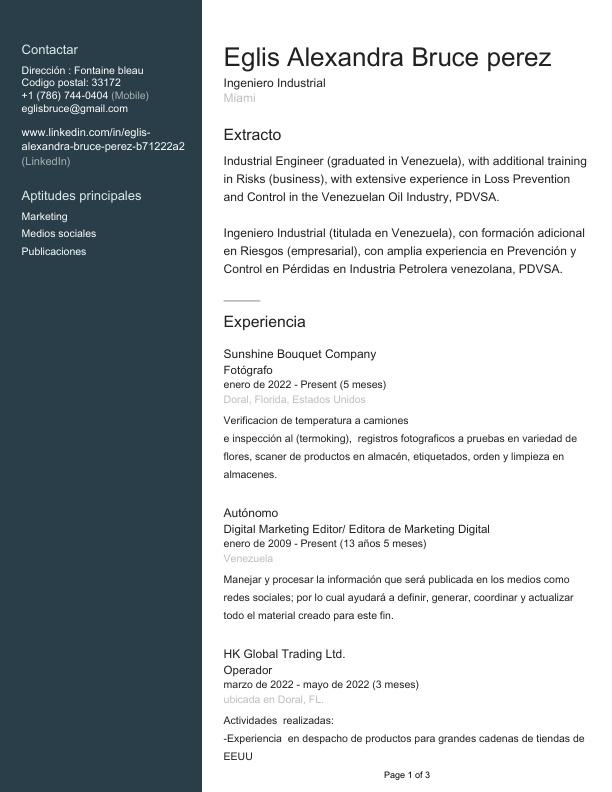 Contactar
Dirección : Fontaine bleau
Codigo postal: 33172
+1 (786) 744-0404 (Mobile)
eglisbruce@gmail.com
www.linkedin.com/in/eglis-
alexandra-bruce-perez-b71222a2
(LinkedIn)
Aptitudes principales
Marketing
Medios sociales
Publicaciones
Eglis Alexandra Bruce perez
Ingeniero Industrial
Miami
Extracto
Industrial Engineer (graduated in Venezuela), with additional training
in Risks (business), with extensive experience in Loss Prevention
and Control in the Venezuelan Oil Industry, PDVSA.
Ingeniero Industrial (titulada en Venezuela), con formación adicional
en Riesgos (empresarial), con amplia experiencia en Prevención y
Control en Pérdidas en Industria Petrolera venezolana, PDVSA.
Experiencia
Sunshine Bouquet Company
Fotógrafo
enero de 2022 - Present (5 meses)
Doral, Florida, Estados Unidos
Verificacion de temperatura a camiones
e inspección al (termoking),  registros fotograficos a pruebas en variedad de
flores, scaner de productos en almacén, etiquetados, orden y limpieza en
almacenes.
Autónomo
Digital Marketing Editor/ Editora de Marketing Digital
enero de 2009 - Present (13 años 5 meses)
Venezuela
Manejar y procesar la información que será publicada en los medios como
redes sociales; por lo cual ayudará a definir, generar, coordinar y actualizar
todo el material creado para este fin.
HK Global Trading Ltd.
Operador
marzo de 2022 - mayo de 2022 (3 meses)
ubicada en Doral, FL.
Actividades  realizadas:
-Experiencia  en despacho de productos para grandes cadenas de tiendas de
EEUU
Page 1 of 3